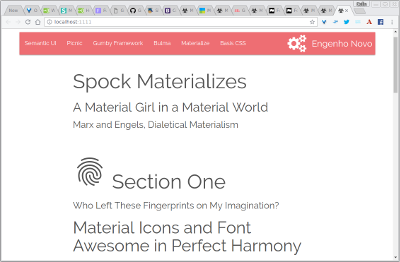 localhost:1111
Semantic UI Picnic Gumby Framework Bulma Materialize Basik CSS Engenho Novo
Spock Materializes
A Material Girl in a Material World
Marx and Engels, Dialetical Materialism
Section One
Who Left These Fingerprints on My Imagination?
Material Icons and Font
Awesome in Perfect Harmony